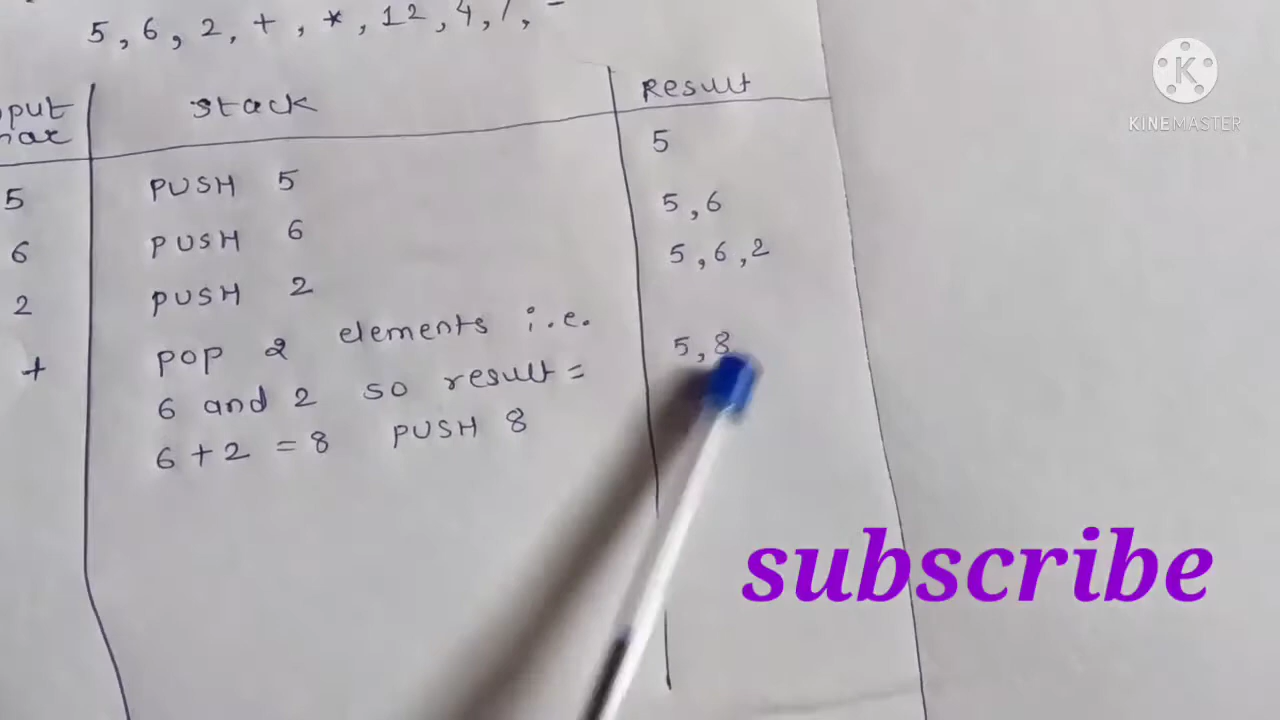 5, 6, 2, +, *, 12, 4, /, -
Stack
Result
5
PUSH 5
5
6
PUSH 6
5, 6
2
PUSH 2
5, 6, 2
+
POP 2 elements i.e.
6 and 2 so result =
6 + 2 = 8 PUSH 8
5, 8
KINEMASTER
subscribe